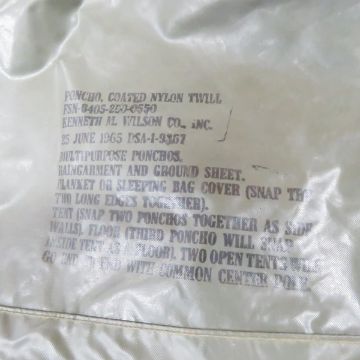 PONCHO, COATED NYLON TWILL
FSN-8405-290-0550
KENNETH AL WILSON CO., INC.
25 JUNE 1965 DSA-1-9367
MULTIPURPOSE PONCHOS.
RAINGARMENT AND GROUND SHEET.
BLANKET OR SLEEPING BAG COVER (SNAP THE
TWO LONG EDGES TOGETHER).
TENT (SNAP TWO PONCHOS TOGETHER AS SIDE
WALLS). FLOOR (THIRD PONCHO WILL SNAP
INSIDE TENT AS A FLOOR). TWO OPEN TENTS WILL
GO END TO END WITH COMMON CENTER POLE